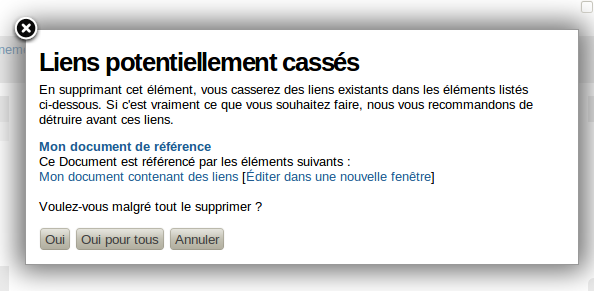 Liens potentiellement cassés
En supprimant cet élément, vous casserez des liens existants dans les éléments listés
ci-dessous. Si c'est vraiment ce que vous souhaitez faire, nous vous recommandons de
détruire avant ces liens.
Mon document de référence
Ce Document est référencé par les éléments suivants :
Mon document contenant des liens [Éditer dans une nouvelle fenêtre]
Voulez-vous malgré tout le supprimer ?
Oui Oui pour tous Annuler